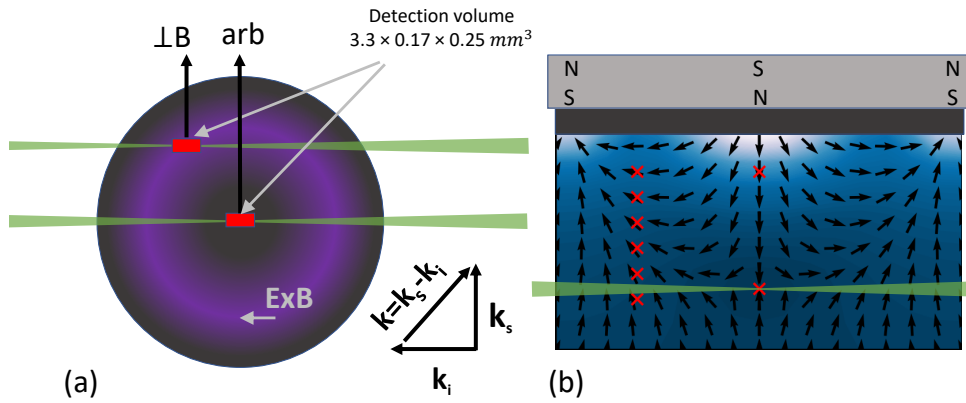 Detection volume
3.3 × 0.17 × 0.25 mm³
⊥B
arb
ExB
k=kₛ-kᵢ
kₛ
kᵢ
(a)
N S N
S N S
(b)